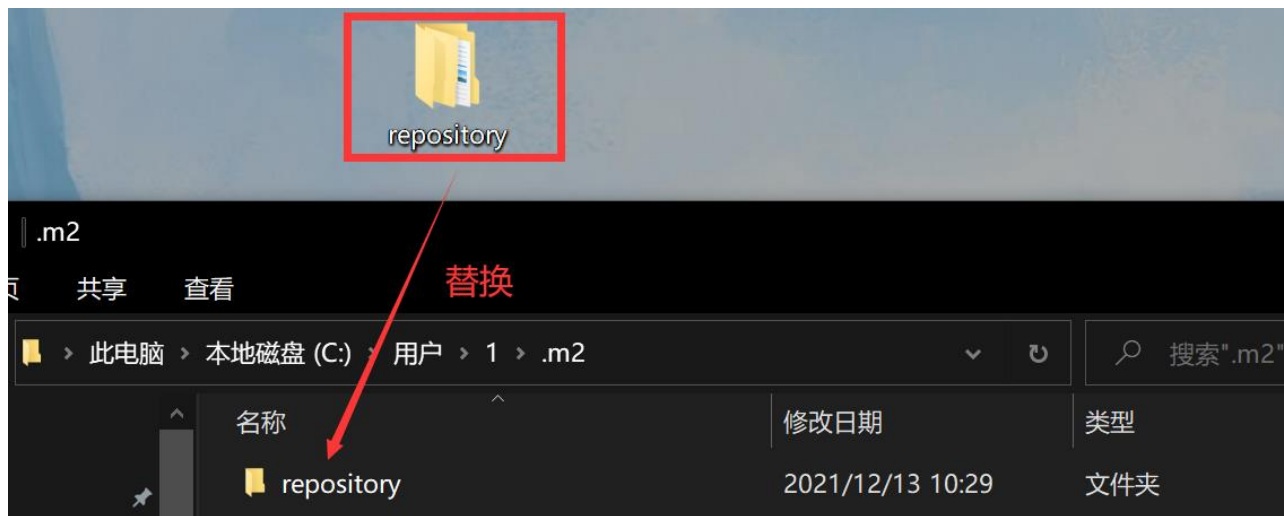 repository
.m2
页 共享 查看
替换
此电脑 > 本地磁盘 (C:) > 用户 > 1 > .m2
搜索".m2"
名称 修改日期 类型
repository 2021/12/13 10:29 文件夹